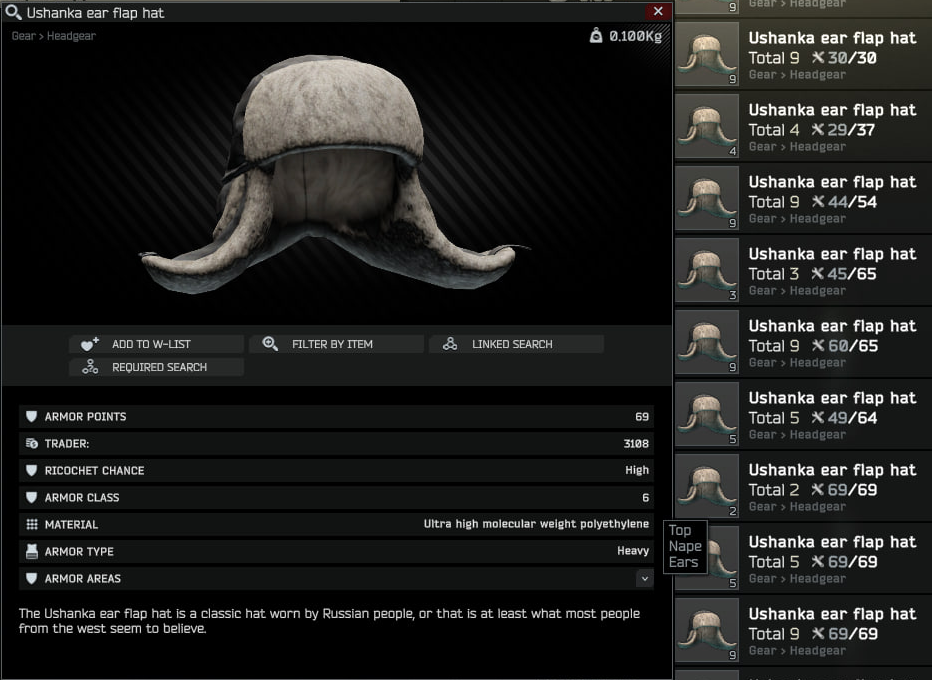 Ushanka ear flap hat
Gear > Headgear
0.100Kg
ADD TO W-LIST
FILTER BY ITEM
LINKED SEARCH
REQUIRED SEARCH
ARMOR POINTS 69
TRADER: 3108
RICOCHET CHANCE High
ARMOR CLASS 6
MATERIAL Ultra high molecular weight polyethylene
ARMOR TYPE Heavy
ARMOR AREAS
The Ushanka ear flap hat is a classic hat worn by Russian people, or that is at least what most people
from the west seem to believe.
Top
Nape
Ears
9
Gear > Headgear
Ushanka ear flap hat
Total 9 30/30
Gear > Headgear
9
Ushanka ear flap hat
Total 4 29/37
Gear > Headgear
4
Ushanka ear flap hat
Total 9 44/54
Gear > Headgear
9
Ushanka ear flap hat
Total 3 45/65
Gear > Headgear
3
Ushanka ear flap hat
Total 9 60/65
Gear > Headgear
9
Ushanka ear flap hat
Total 5 49/64
Gear > Headgear
5
Ushanka ear flap hat
Total 2 69/69
Gear > Headgear
2
Ushanka ear flap hat
Total 5 69/69
Gear > Headgear
5
Ushanka ear flap hat
Total 9 69/69
Gear > Headgear
9